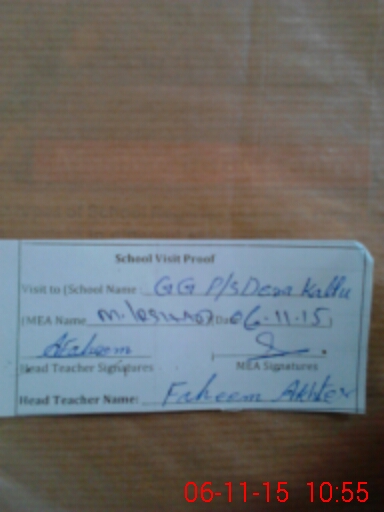 School Visit Proof
Visit to (School Name: GG P/S Dera Kallu
(MEA Name M. Date 06-11-15)
Faheem
Head Teacher Signatures MEA Signatures
Head Teacher Name: Faheem Akhter
06-11-15 10:55